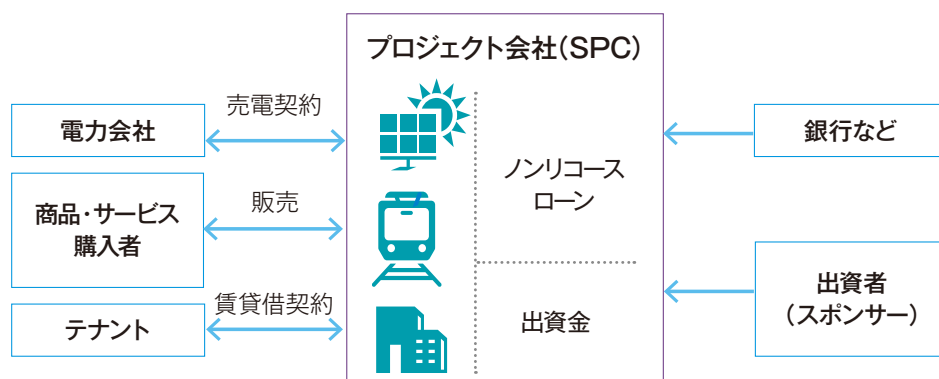 プロジェクト会社(SPC)
電力会社
売電契約
商品・サービス
購入者
販売
テナント
賃貸借契約
ノンリコース
ローン
出資金
銀行など
出資者
(スポンサー)